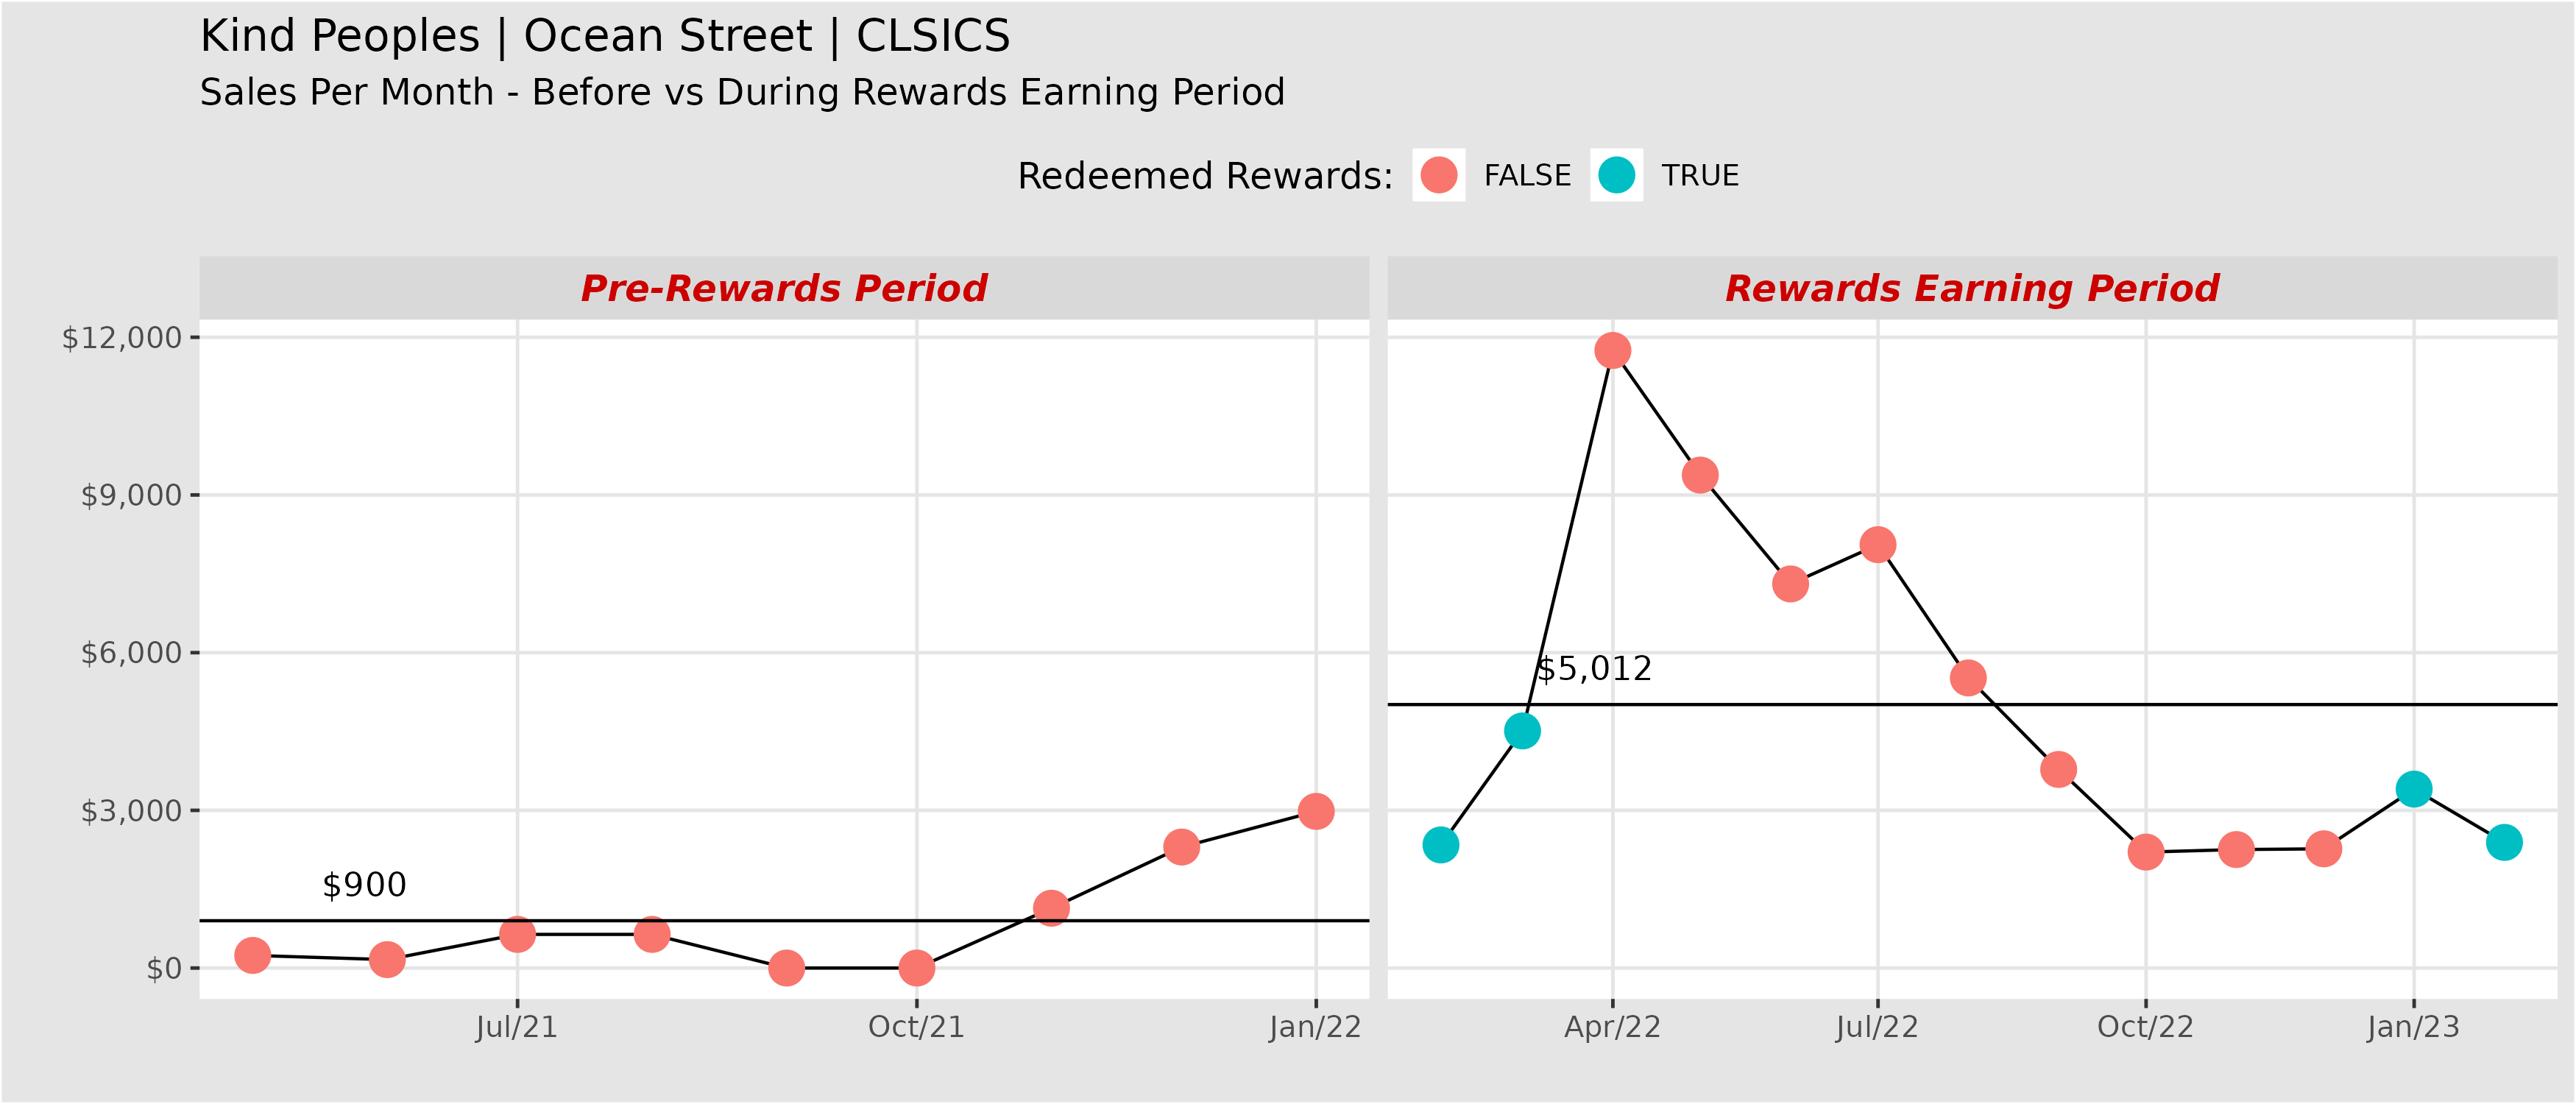 Kind Peoples | Ocean Street | CLSICS
Sales Per Month - Before vs During Rewards Earning Period
Redeemed Rewards: FALSE TRUE
Pre-Rewards Period
Rewards Earning Period
$12,000
$9,000
$6,000
$3,000
$0
$900
$5,012
Jul/21 Oct/21 Jan/22
Apr/22 Jul/22 Oct/22 Jan/23